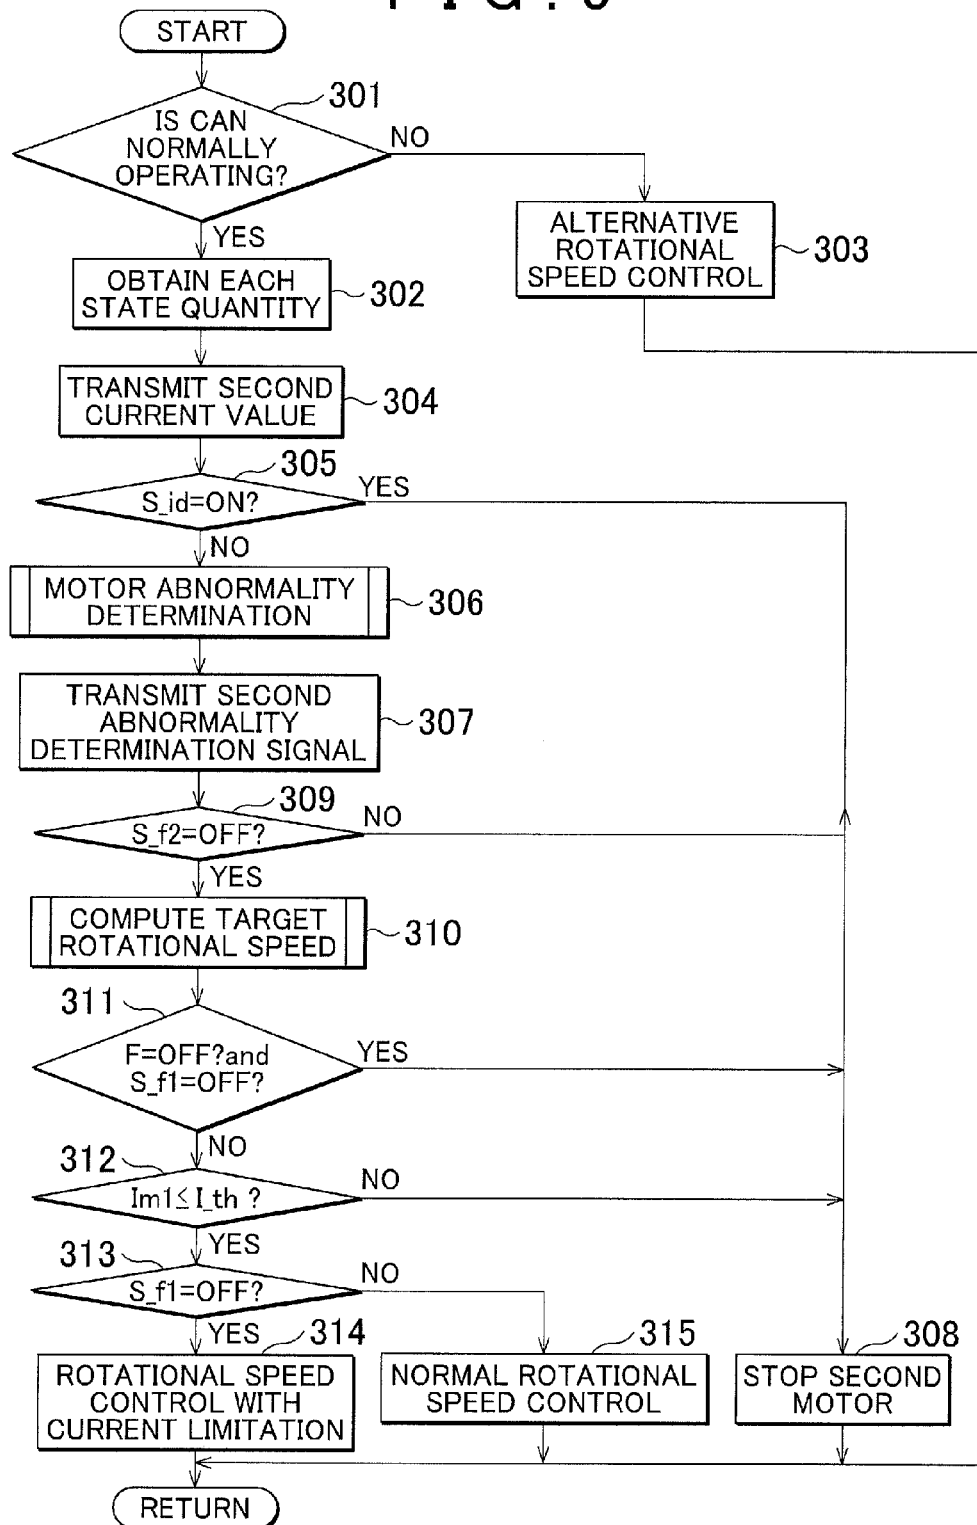 START
301
IS CAN
NORMALLY
OPERATING?
NO
YES
ALTERNATIVE
ROTATIONAL
SPEED CONTROL
303
OBTAIN EACH
STATE QUANTITY
302
TRANSMIT SECOND
CURRENT VALUE
304
305
S_id=ON?
YES
NO
MOTOR ABNORMALITY
DETERMINATION
306
TRANSMIT SECOND
ABNORMALITY
DETERMINATION SIGNAL
307
309
S_f2=OFF?
NO
YES
COMPUTE TARGET
ROTATIONAL SPEED
310
311
F=OFF?and
S_f1=OFF?
YES
NO
312
Im1≦I_th ?
NO
YES
313
S_f1=OFF?
NO
YES
314
ROTATIONAL SPEED
CONTROL WITH
CURRENT LIMITATION
315
NORMAL ROTATIONAL
SPEED CONTROL
308
STOP SECOND
MOTOR
RETURN